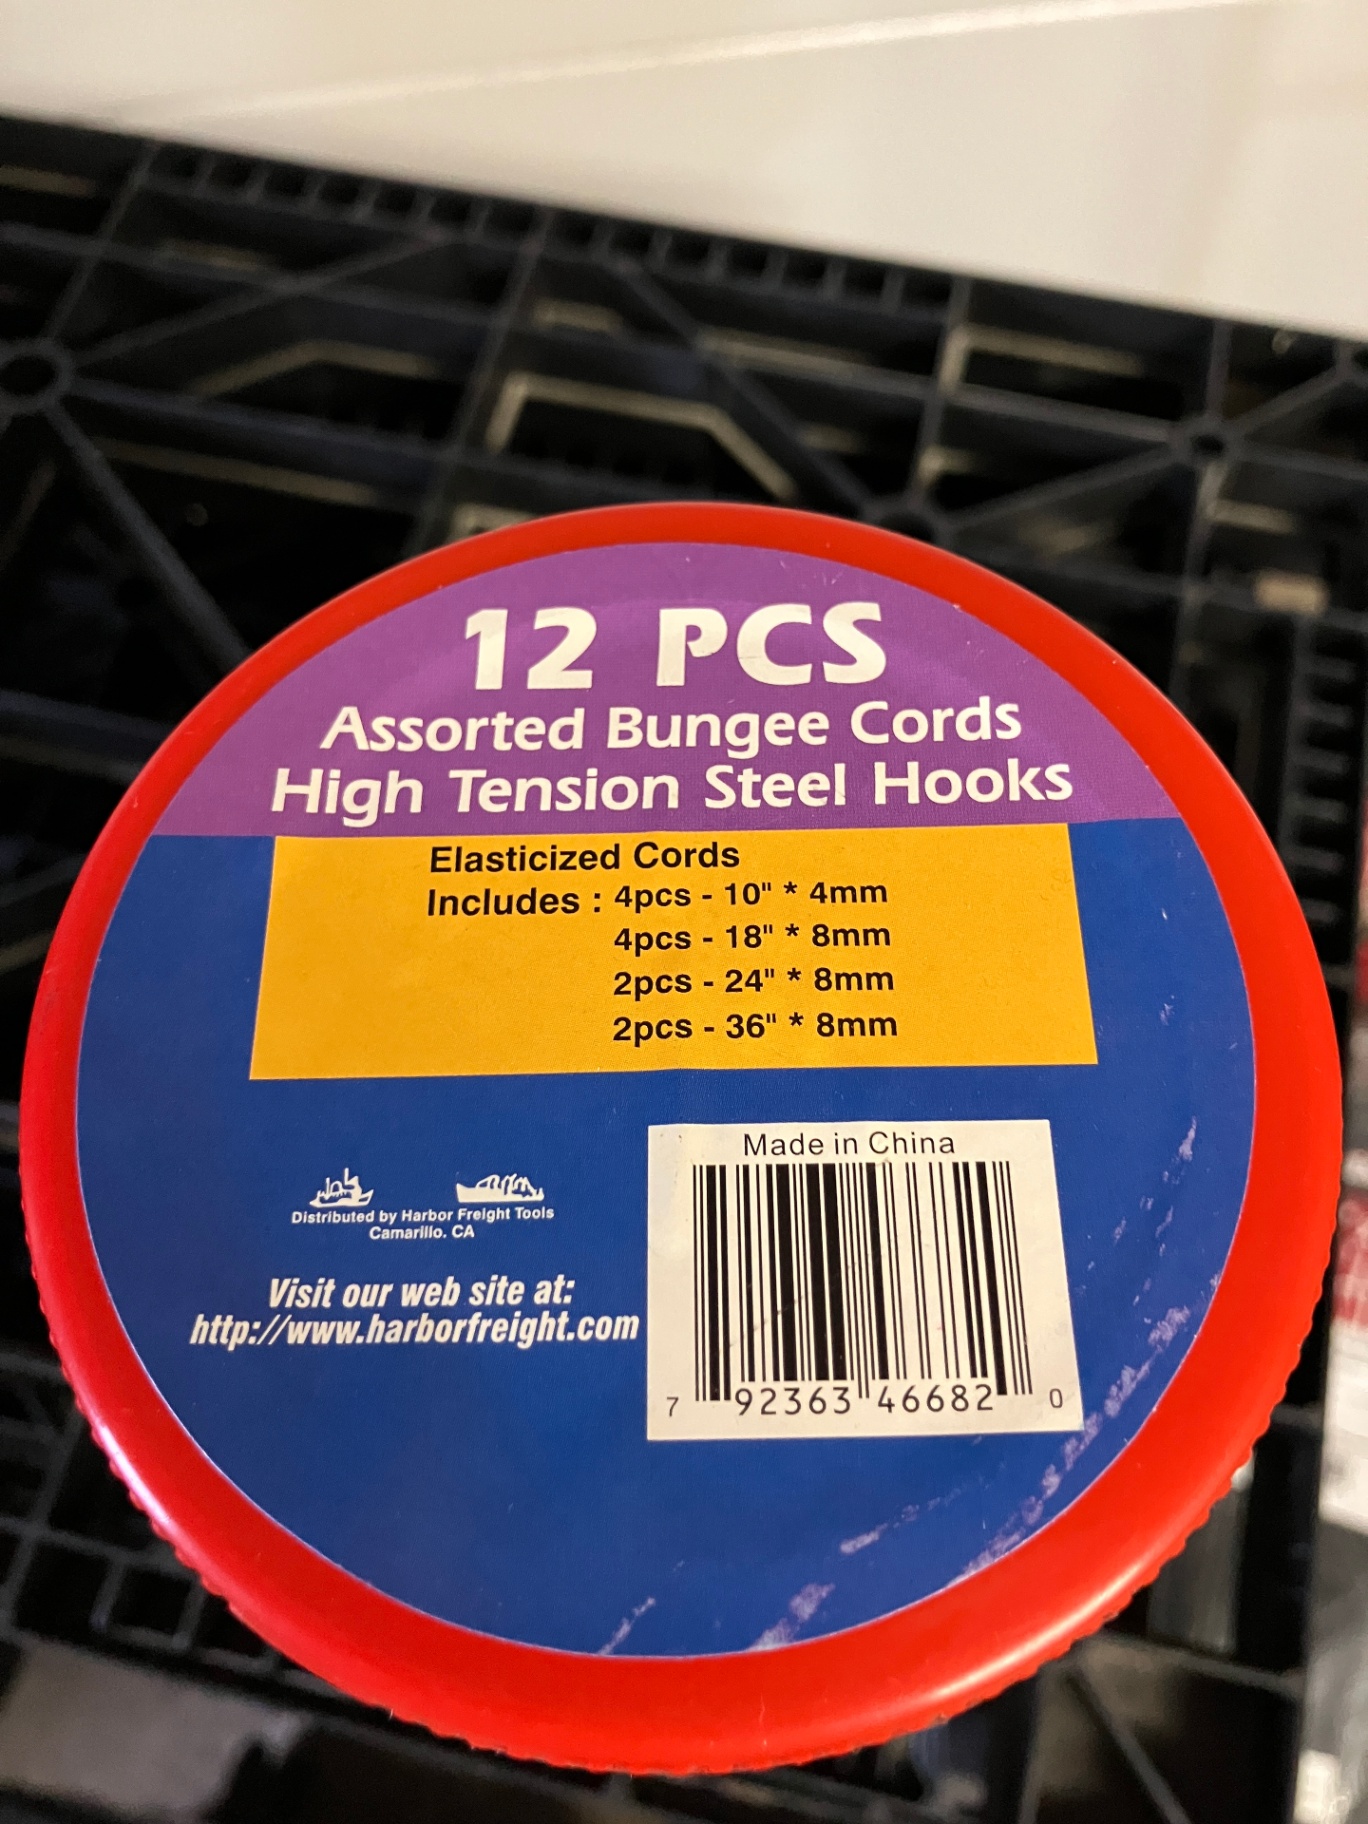 12 PCS
Assorted Bungee Cords
High Tension Steel Hooks
Elasticized Cords
Includes : 4pcs - 10" * 4mm
4pcs - 18" * 8mm
2pcs - 24" * 8mm
2pcs - 36" * 8mm
Distributed by Harbor Freight Tools
Camarillo. CA
Visit our web site at:
http://www.harborfreight.com
Made in China
7 92363 46682 0